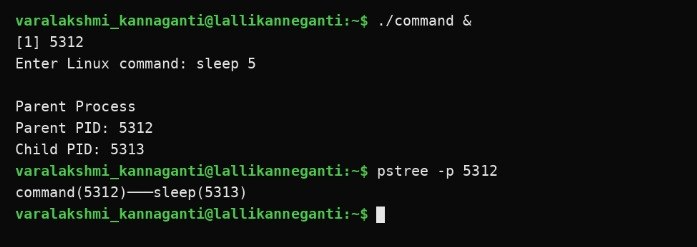 varalakshmi_kannaganti@lallikanneganti:~$ ./command &
[1] 5312
Enter Linux command: sleep 5
Parent Process
Parent PID: 5312
Child PID: 5313
varalakshmi_kannaganti@lallikanneganti:~$ pstree -p 5312
command(5312)───sleep(5313)
varalakshmi_kannaganti@lallikanneganti:~$